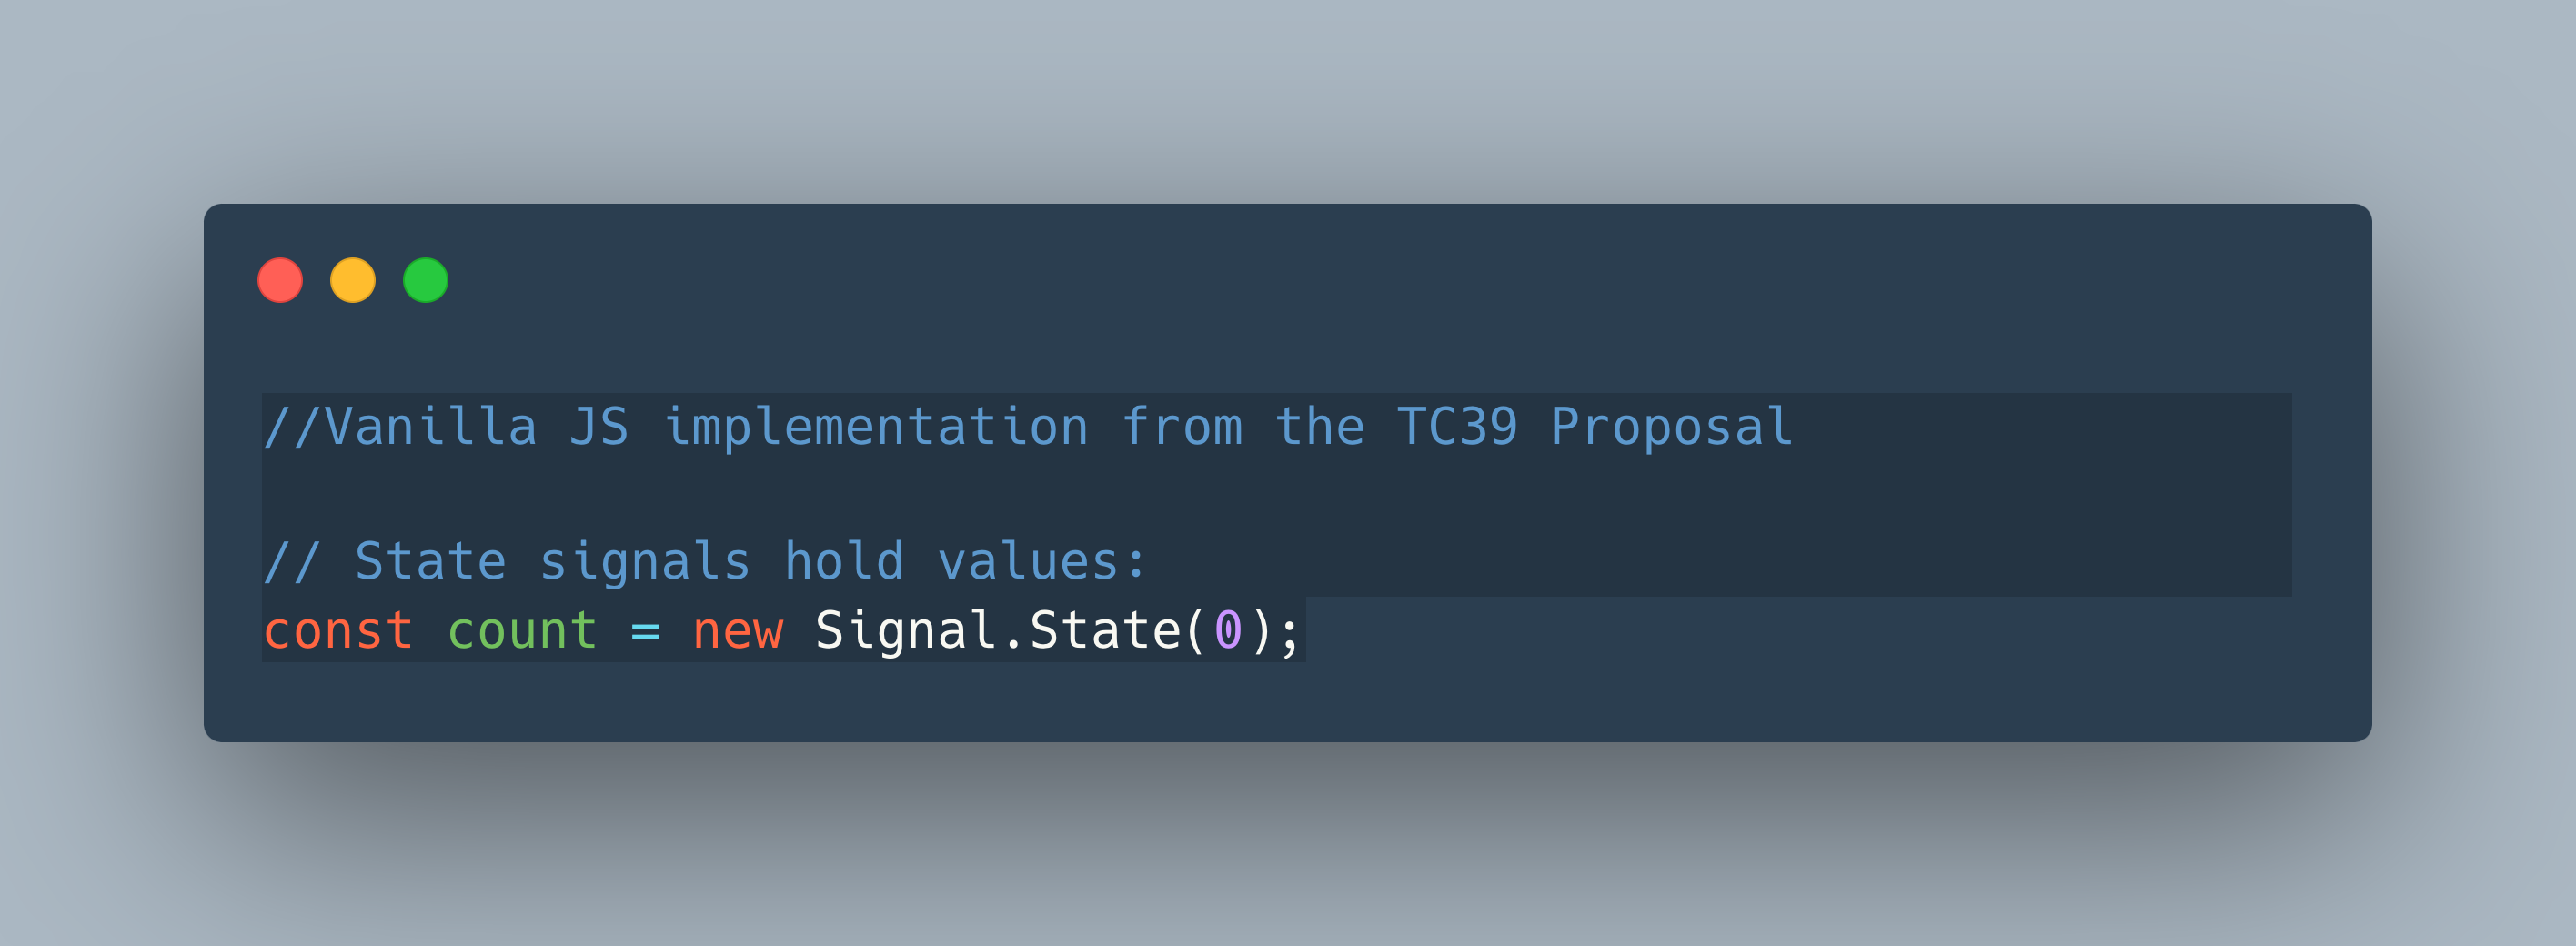 //Vanilla JS implementation from the TC39 Proposal
// State signals hold values:
const count = new Signal.State(0);